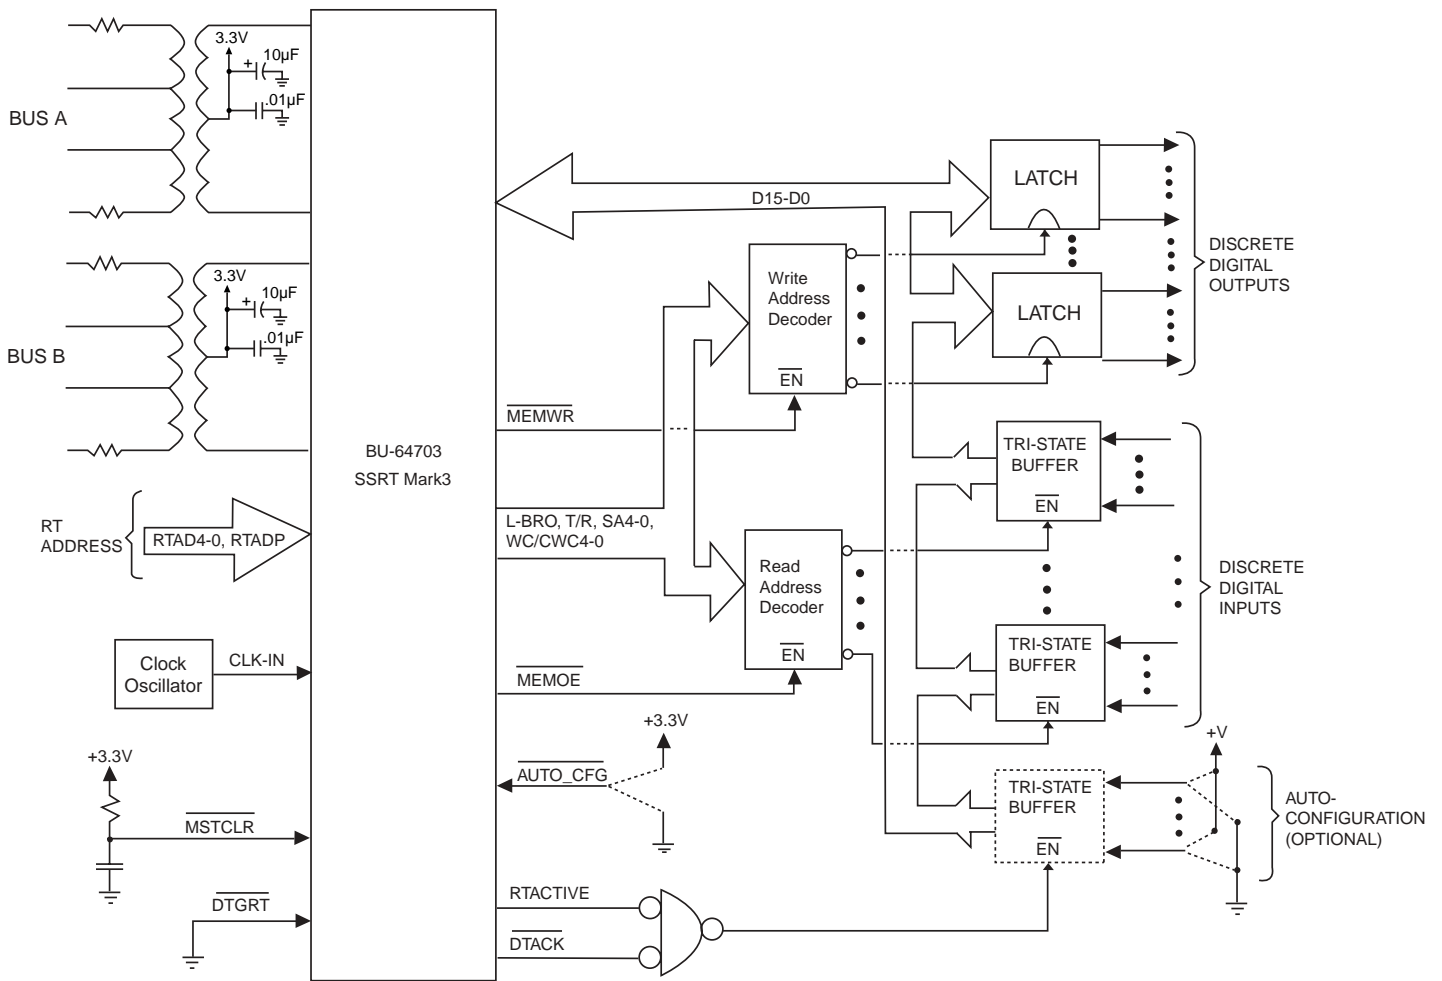 BUS A
3.3V
+
10µF
.01µF
BUS B
3.3V
+
10µF
.01µF
RT
ADDRESS
RTAD4-0, RTADP
Clock
Oscillator
CLK-IN
+3.3V
MSTCLR
DTGRT
BU-64703
SSRT Mark3
D15-D0
MEMWR
L-BRO, T/R, SA4-0,
WC/CWC4-0
MEMOE
+3.3V
AUTO_CFG
RTACTIVE
DTACK
Write
Address
Decoder
EN
Read
Address
Decoder
EN
LATCH
LATCH
DISCRETE
DIGITAL
OUTPUTS
TRI-STATE
BUFFER
EN
TRI-STATE
BUFFER
EN
DISCRETE
DIGITAL
INPUTS
+V
TRI-STATE
BUFFER
EN
AUTO-
CONFIGURATION
(OPTIONAL)